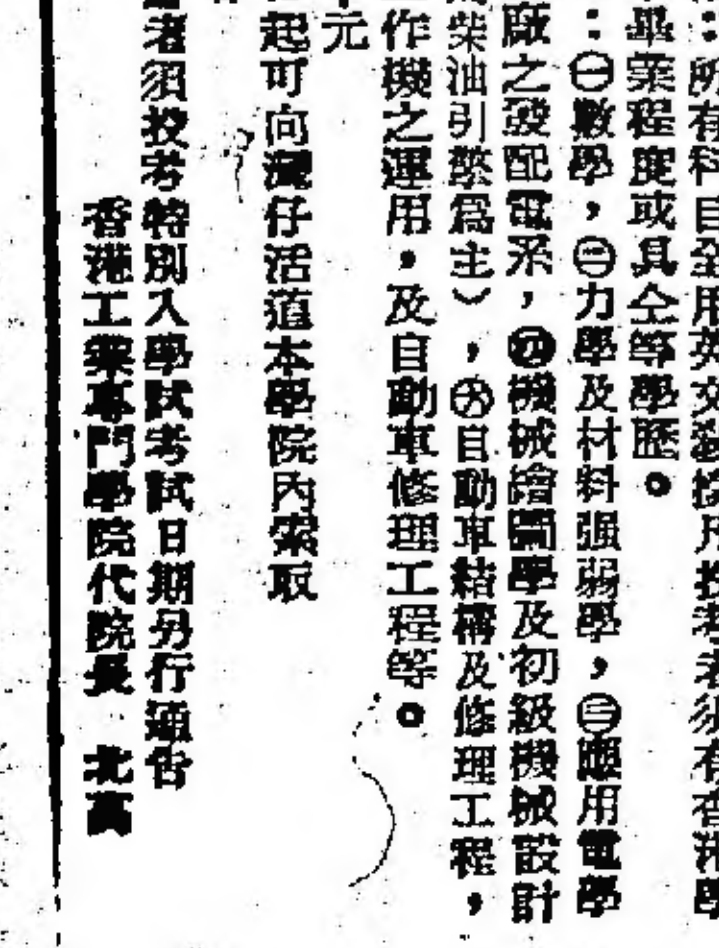 ：所有科目全用英文教授凡投考者須有香港學
畢業程度或具仝等學歷。
：㊀數學，㊁力學及材料强弱學，㊂應用電學
廠之發配電系，㊃機械繪圖學及初級機械設計
柴油引擎爲主），㊅自動車結構及修理工程，
作機之運用，及自動車修理工程等。
元
起可向灣仔活道本學院內索取
者須投考特別入學試考試日期另行通告
香港工業專門學院代院長　北寓